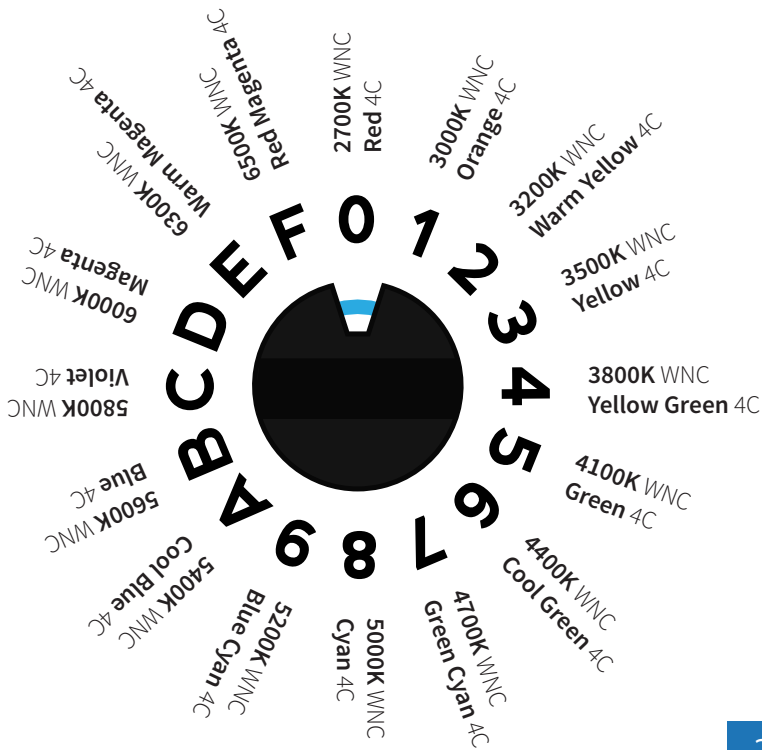 2700K WNC
Red 4C
3000K WNC
Orange 4C
3200K WNC
Warm Yellow 4C
3500K WNC
Yellow 4C
3800K WNC
Yellow Green 4C
4100K WNC
Green 4C
4400K WNC
Cool Green 4C
4700K WNC
Green Cyan 4C
5000K WNC
Cyan 4C
5200K WNC
Blue Cyan 4C
5400K WNC
Cool Blue 4C
5600K WNC
Blue 4C
5800K WNC
Violet 4C
6000K WNC
Magenta 4C
6300K WNC
Warm Magenta 4C
6500K WNC
Red Magenta 4C
0
1
2
3
4
5
6
7
8
9
A
B
C
D
E
F